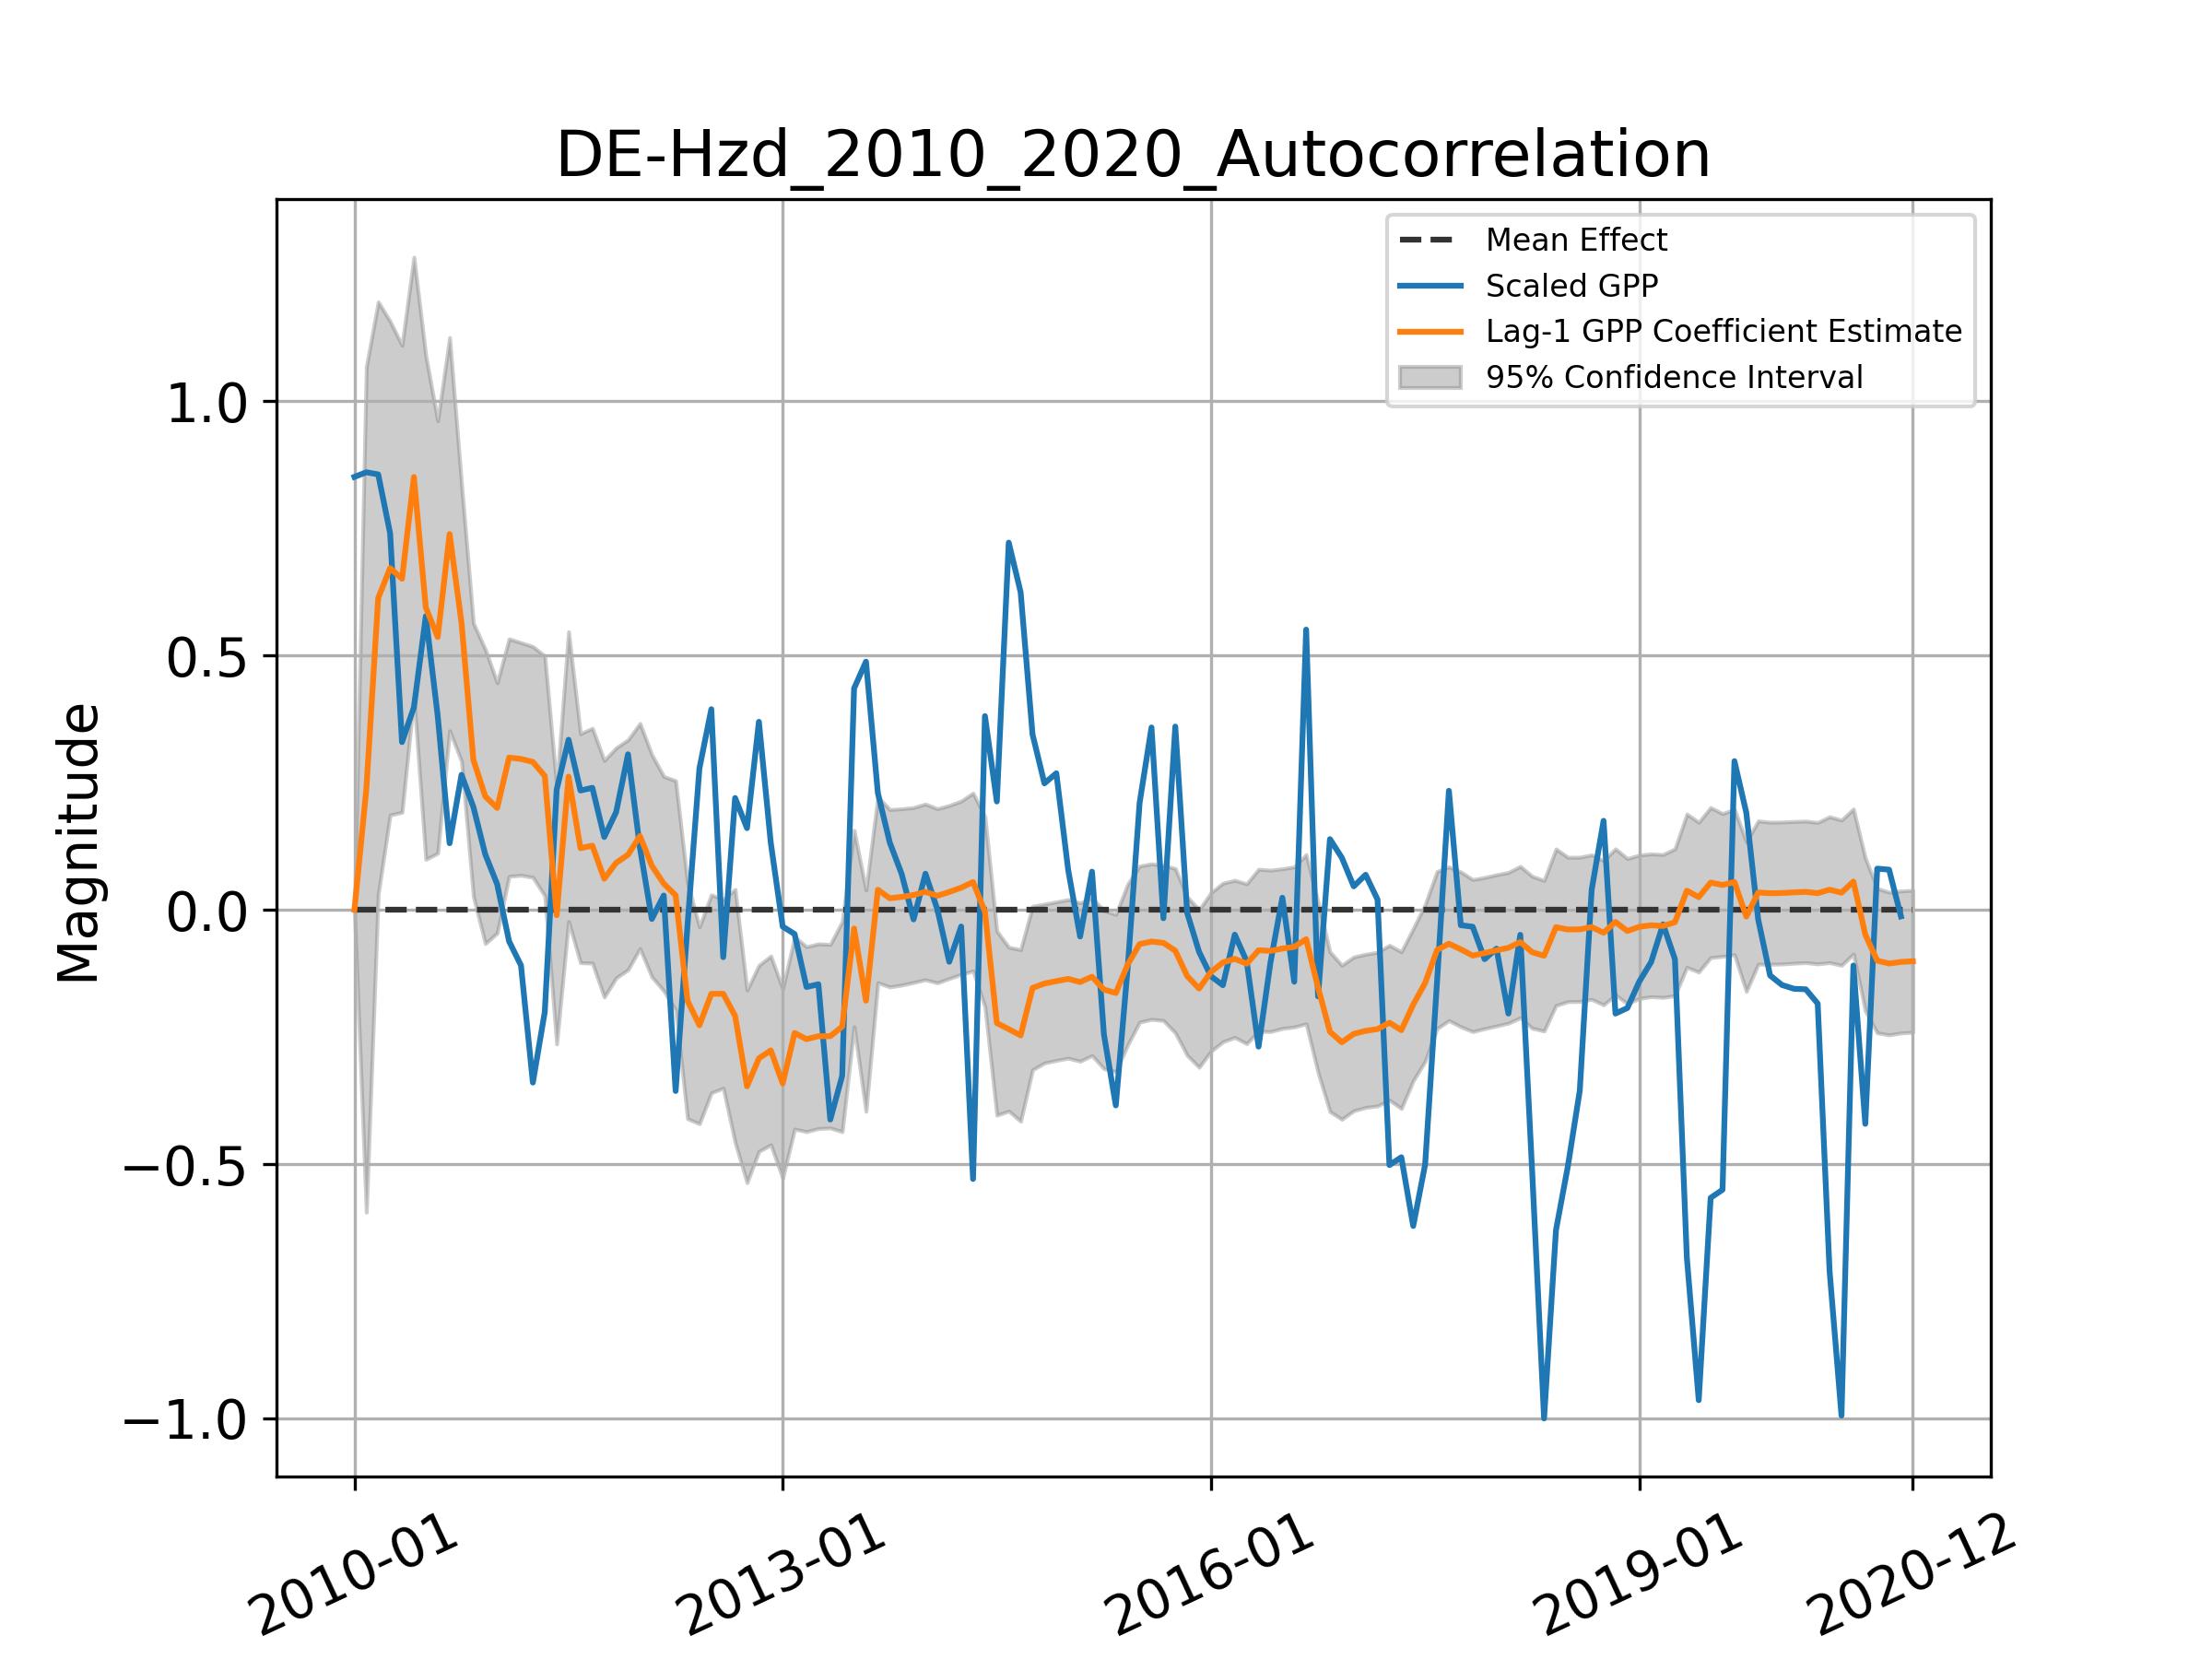 DE-Hzd_2010_2020_Autocorrelation
Mean Effect
Scaled GPP
Lag-1 GPP Coefficient Estimate
95% Confidence Interval
Magnitude
1.0
0.5
0.0
−0.5
−1.0
2010-01
2013-01
2016-01
2019-01
2020-12